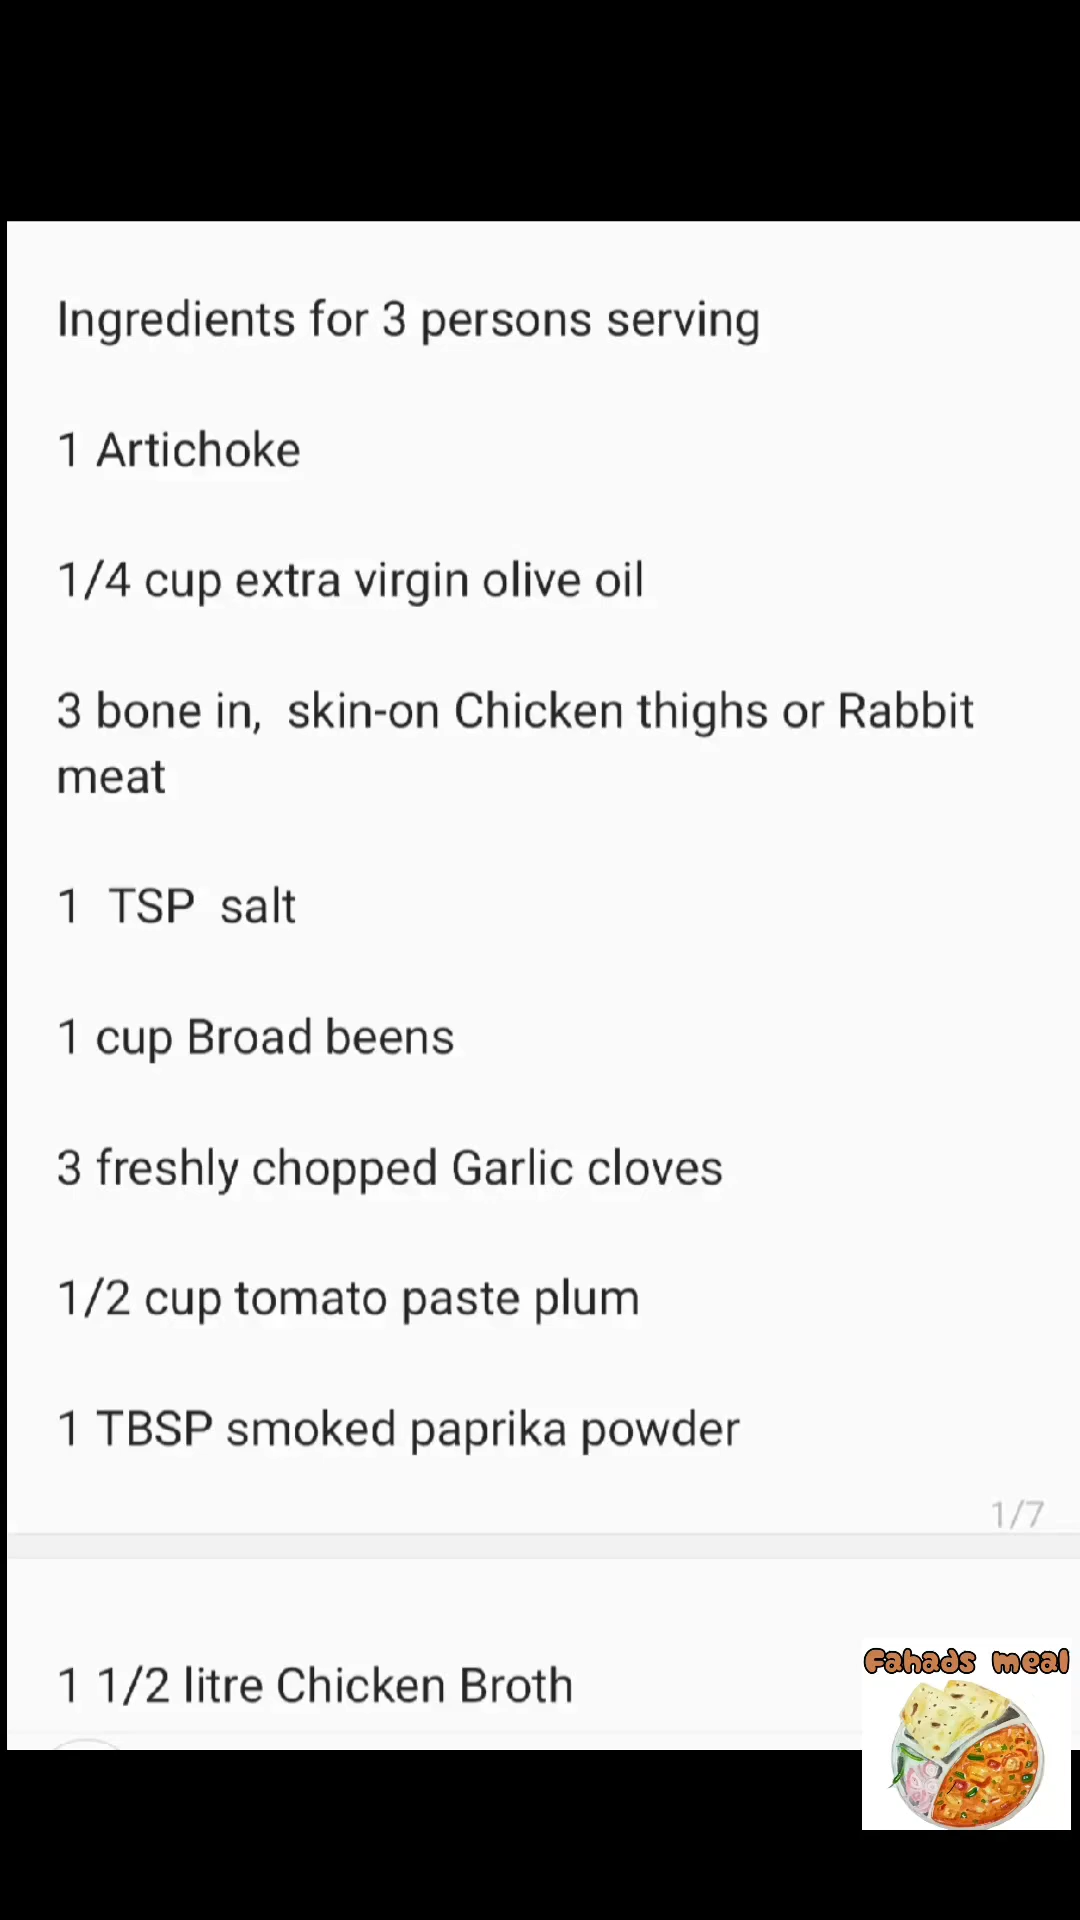 Ingredients for 3 persons serving
1 Artichoke
1/4 cup extra virgin olive oil
3 bone in,  skin-on Chicken thighs or Rabbit
meat
1  TSP  salt
1 cup Broad beens
3 freshly chopped Garlic cloves
1/2 cup tomato paste plum
1 TBSP smoked paprika powder
1/7
1 1/2 litre Chicken Broth
Fahads meal